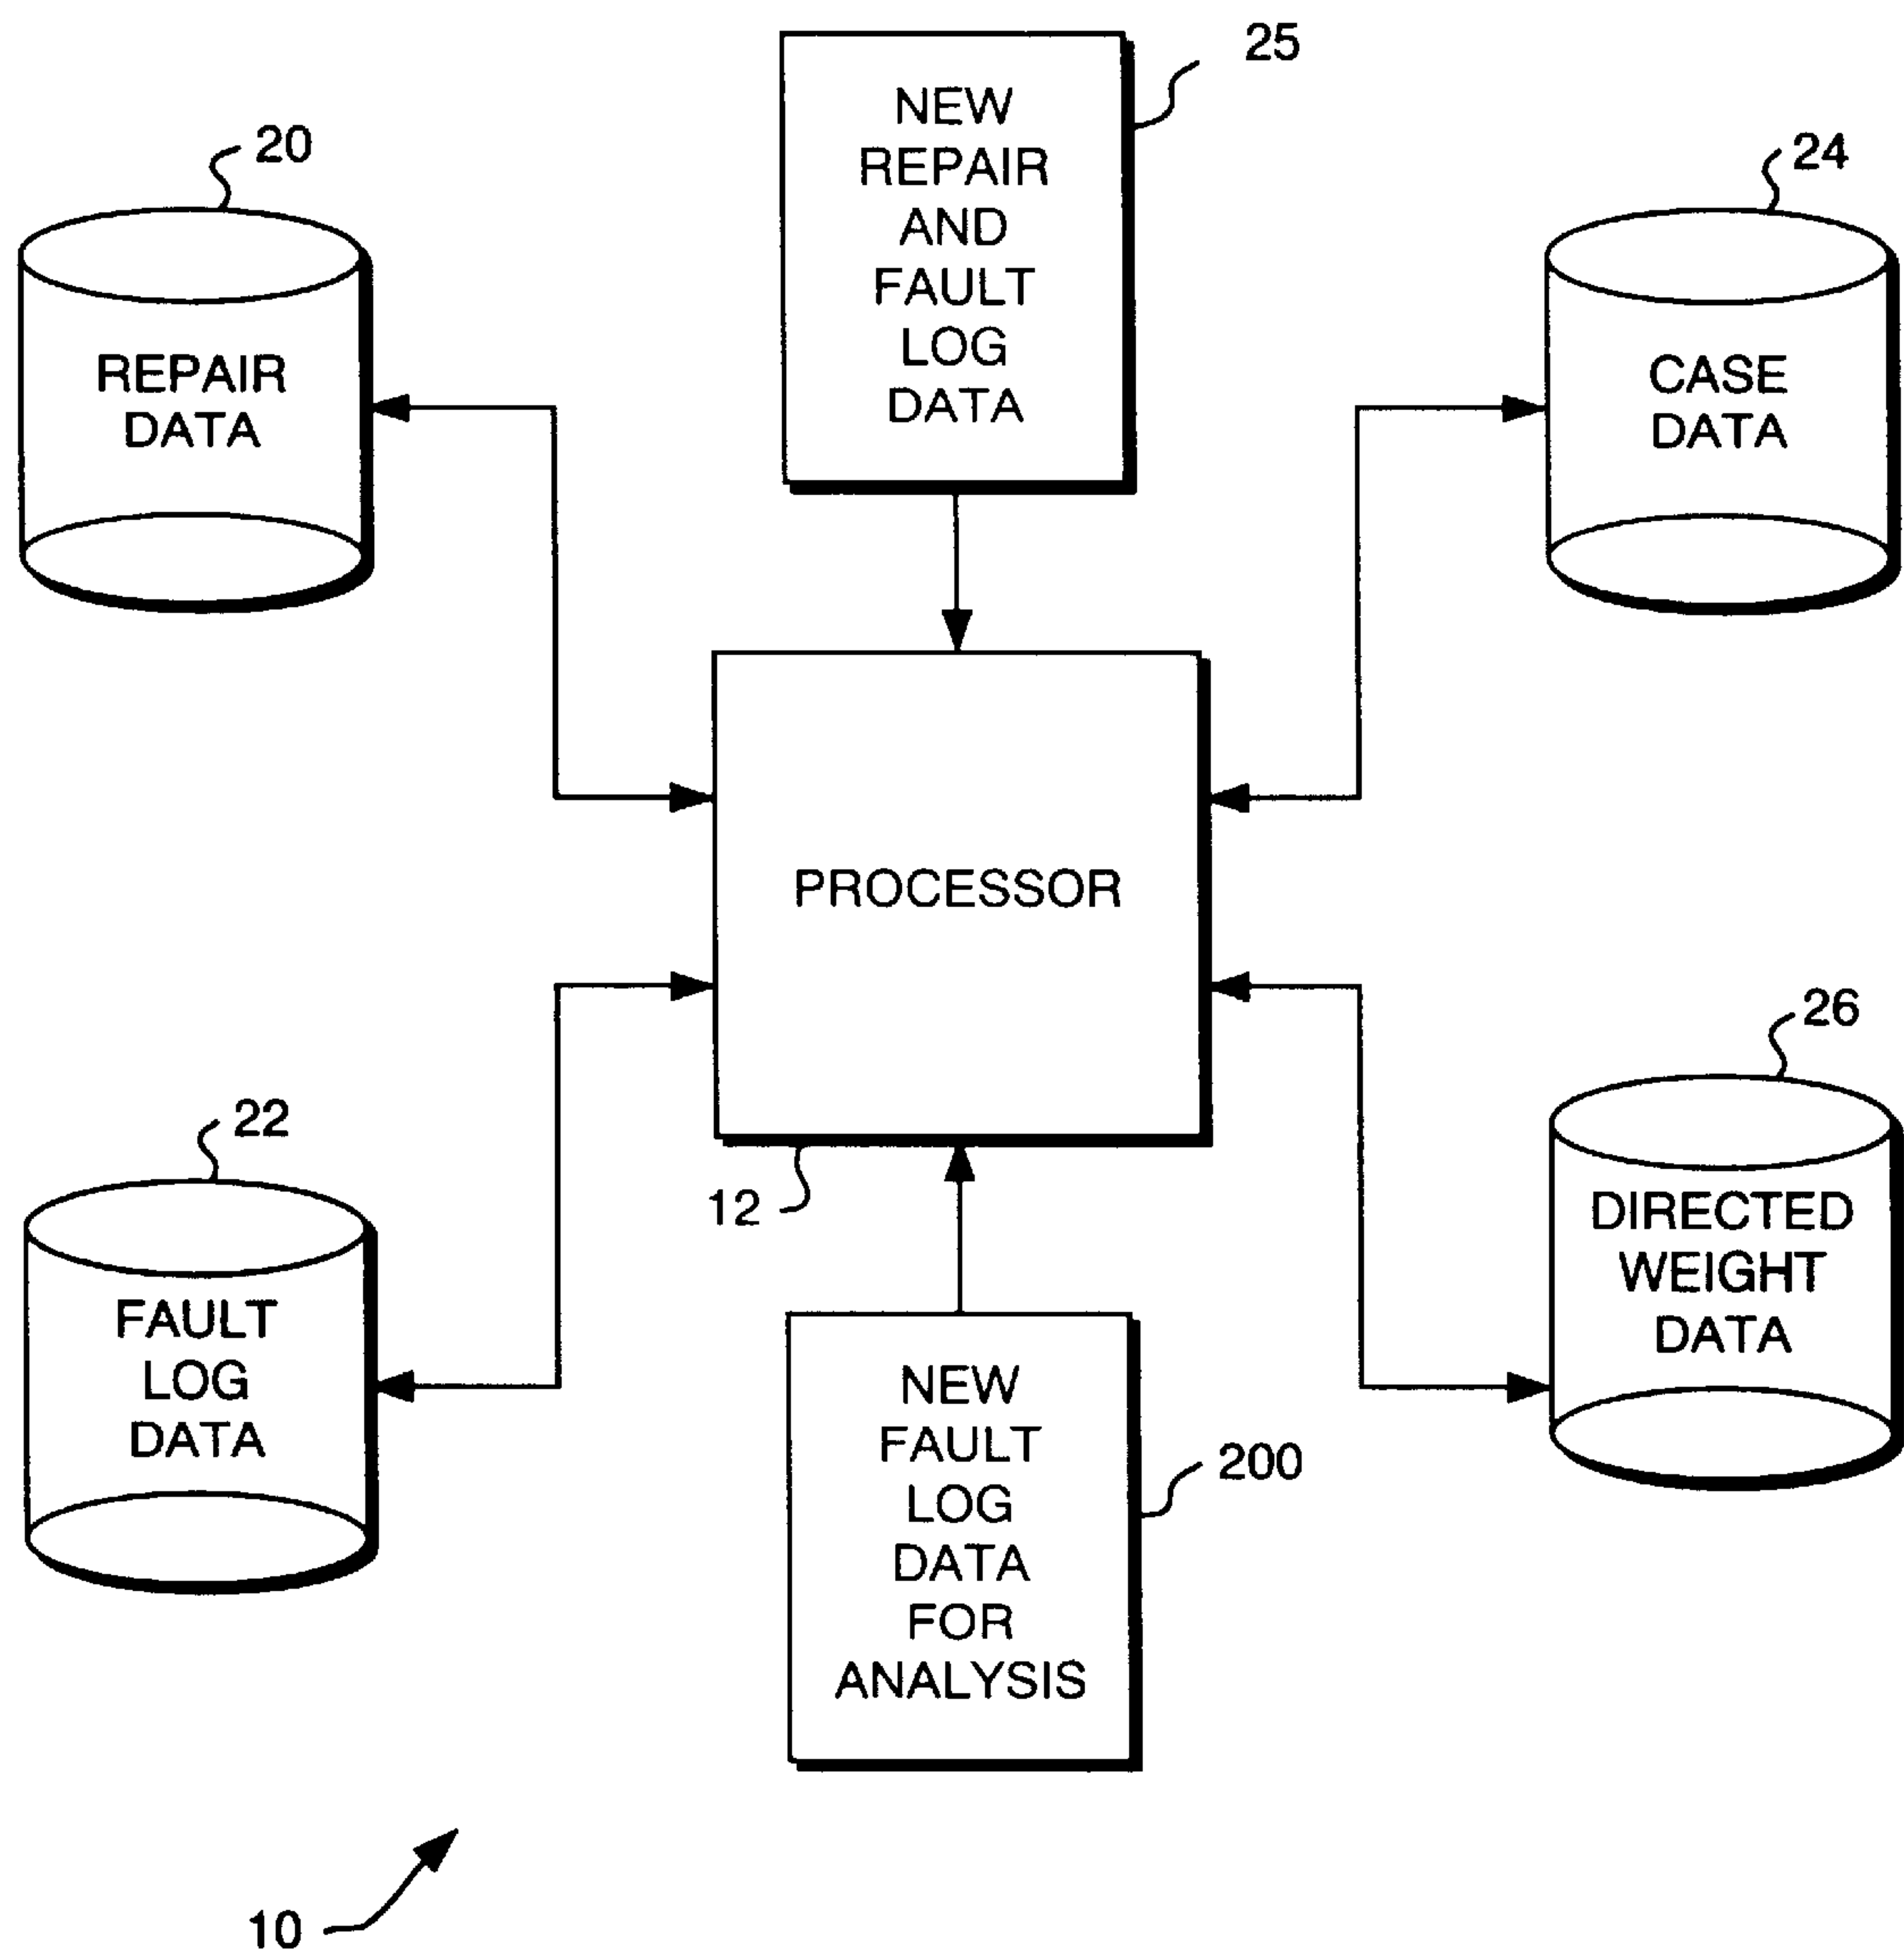 25
NEW
REPAIR
AND
FAULT
LOG
DATA
20
REPAIR
DATA
24
CASE
DATA
PROCESSOR
12
22
FAULT
LOG
DATA
26
DIRECTED
WEIGHT
DATA
NEW
FAULT
LOG
DATA
FOR
ANALYSIS
200
10